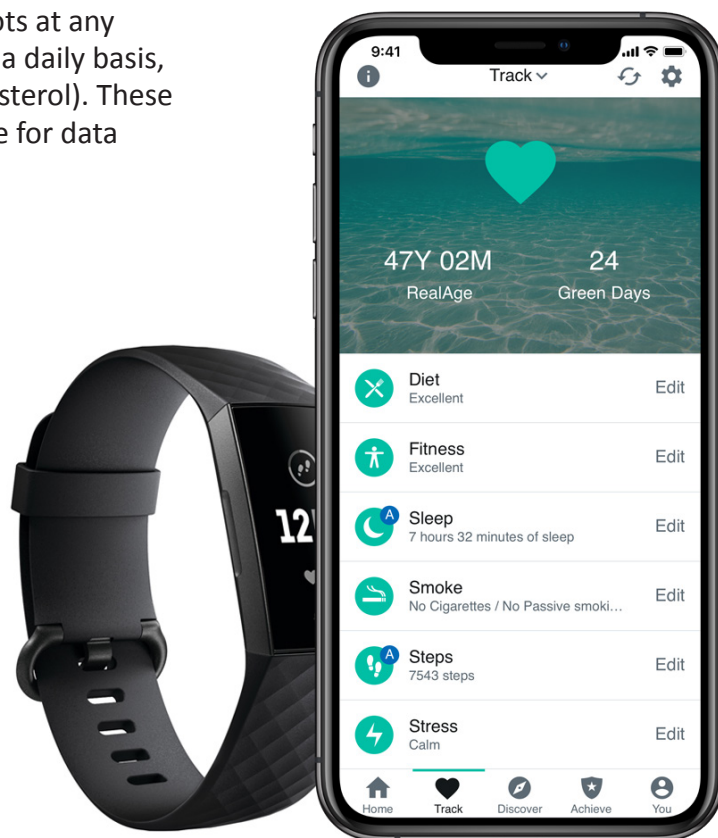 ots at any
a daily basis,
sterol). These
e for data
9:41
Track
47Y 02M
RealAge
24
Green Days
Diet
Excellent
Edit
Fitness
Excellent
Edit
A
Sleep
7 hours 32 minutes of sleep
Edit
Smoke
No Cigarettes / No Passive smoki...
Edit
A
Steps
7543 steps
Edit
Stress
Calm
Edit
Home
Track
Discover
Achieve
You
12